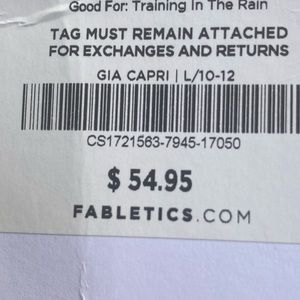 Good For: Training In The Rain
TAG MUST REMAIN ATTACHED
FOR EXCHANGES AND RETURNS
GIA CAPRI | L/10-12
CS1721563-7945-17050
$ 54.95
FABLETICS.COM